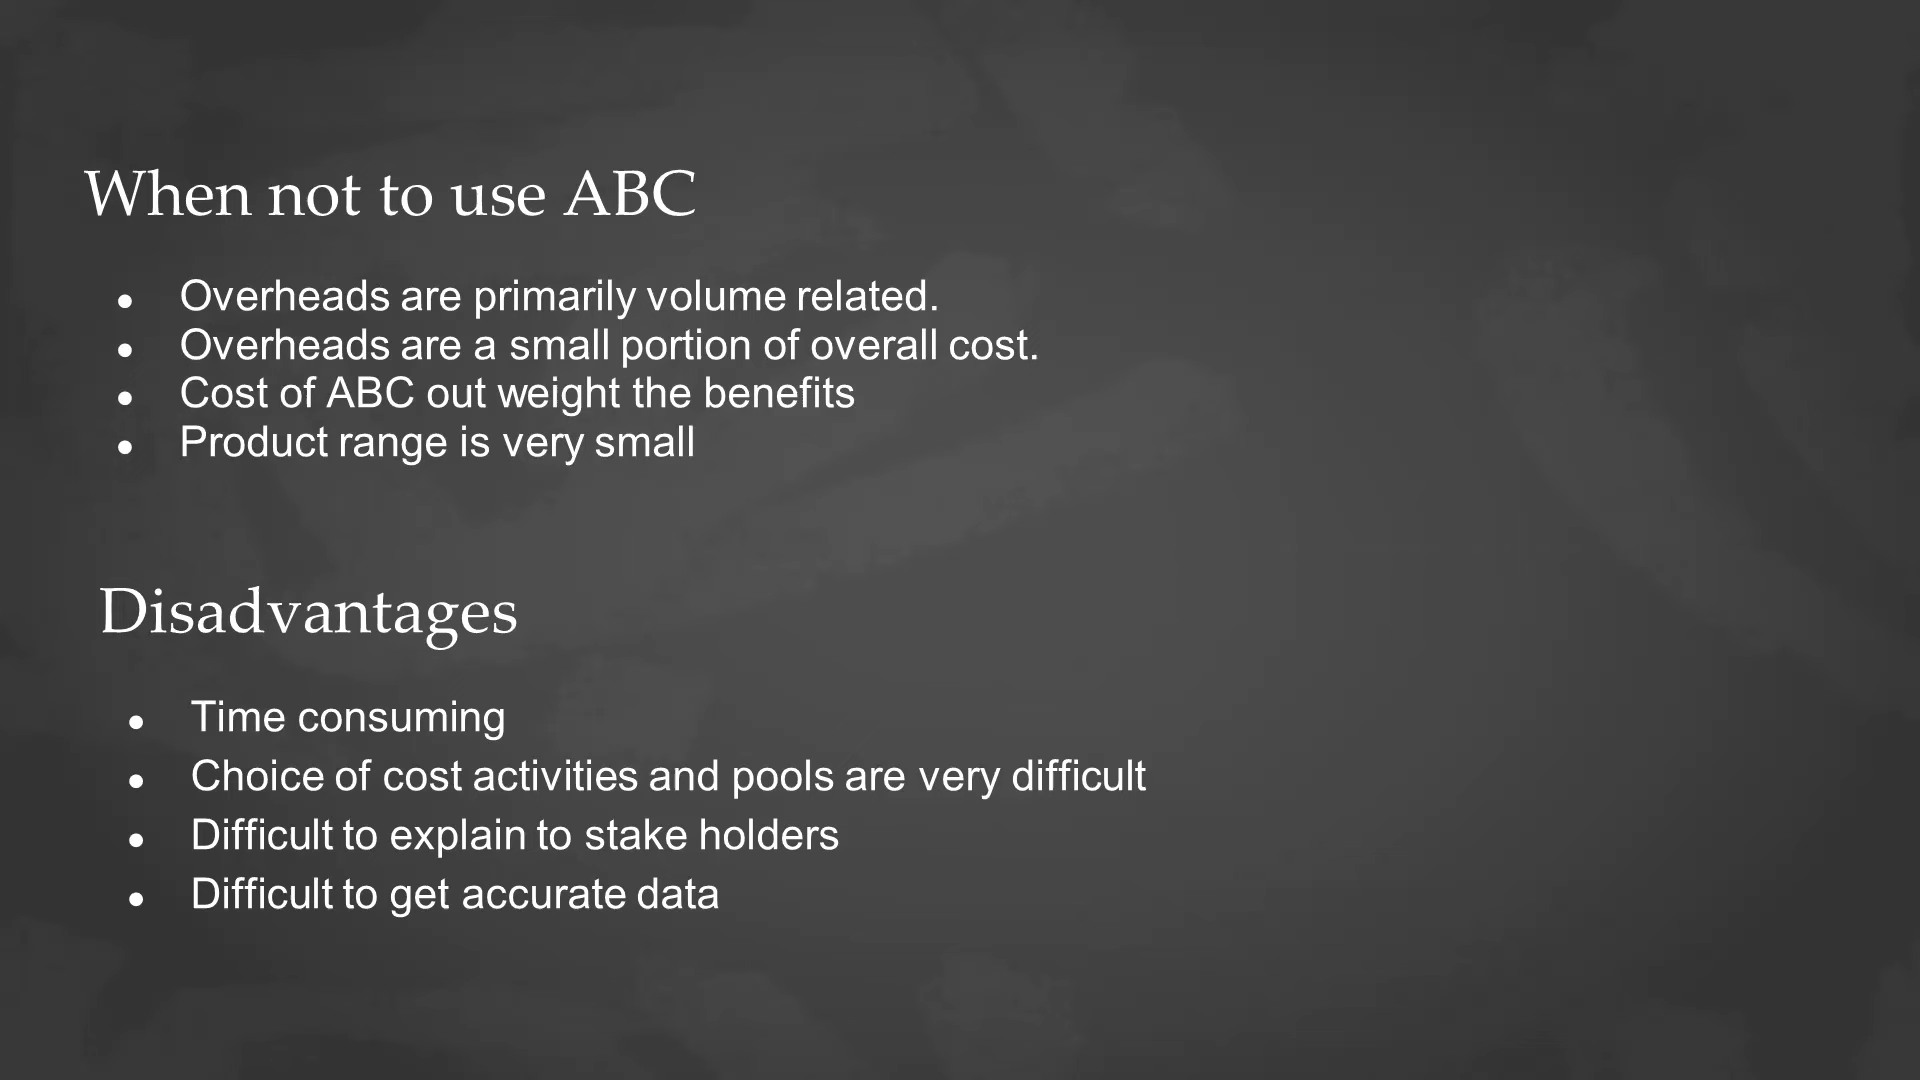 When not to use ABC
● Overheads are primarily volume related.
● Overheads are a small portion of overall cost.
● Cost of ABC out weight the benefits
● Product range is very small
Disadvantages
● Time consuming
● Choice of cost activities and pools are very difficult
● Difficult to explain to stake holders
● Difficult to get accurate data